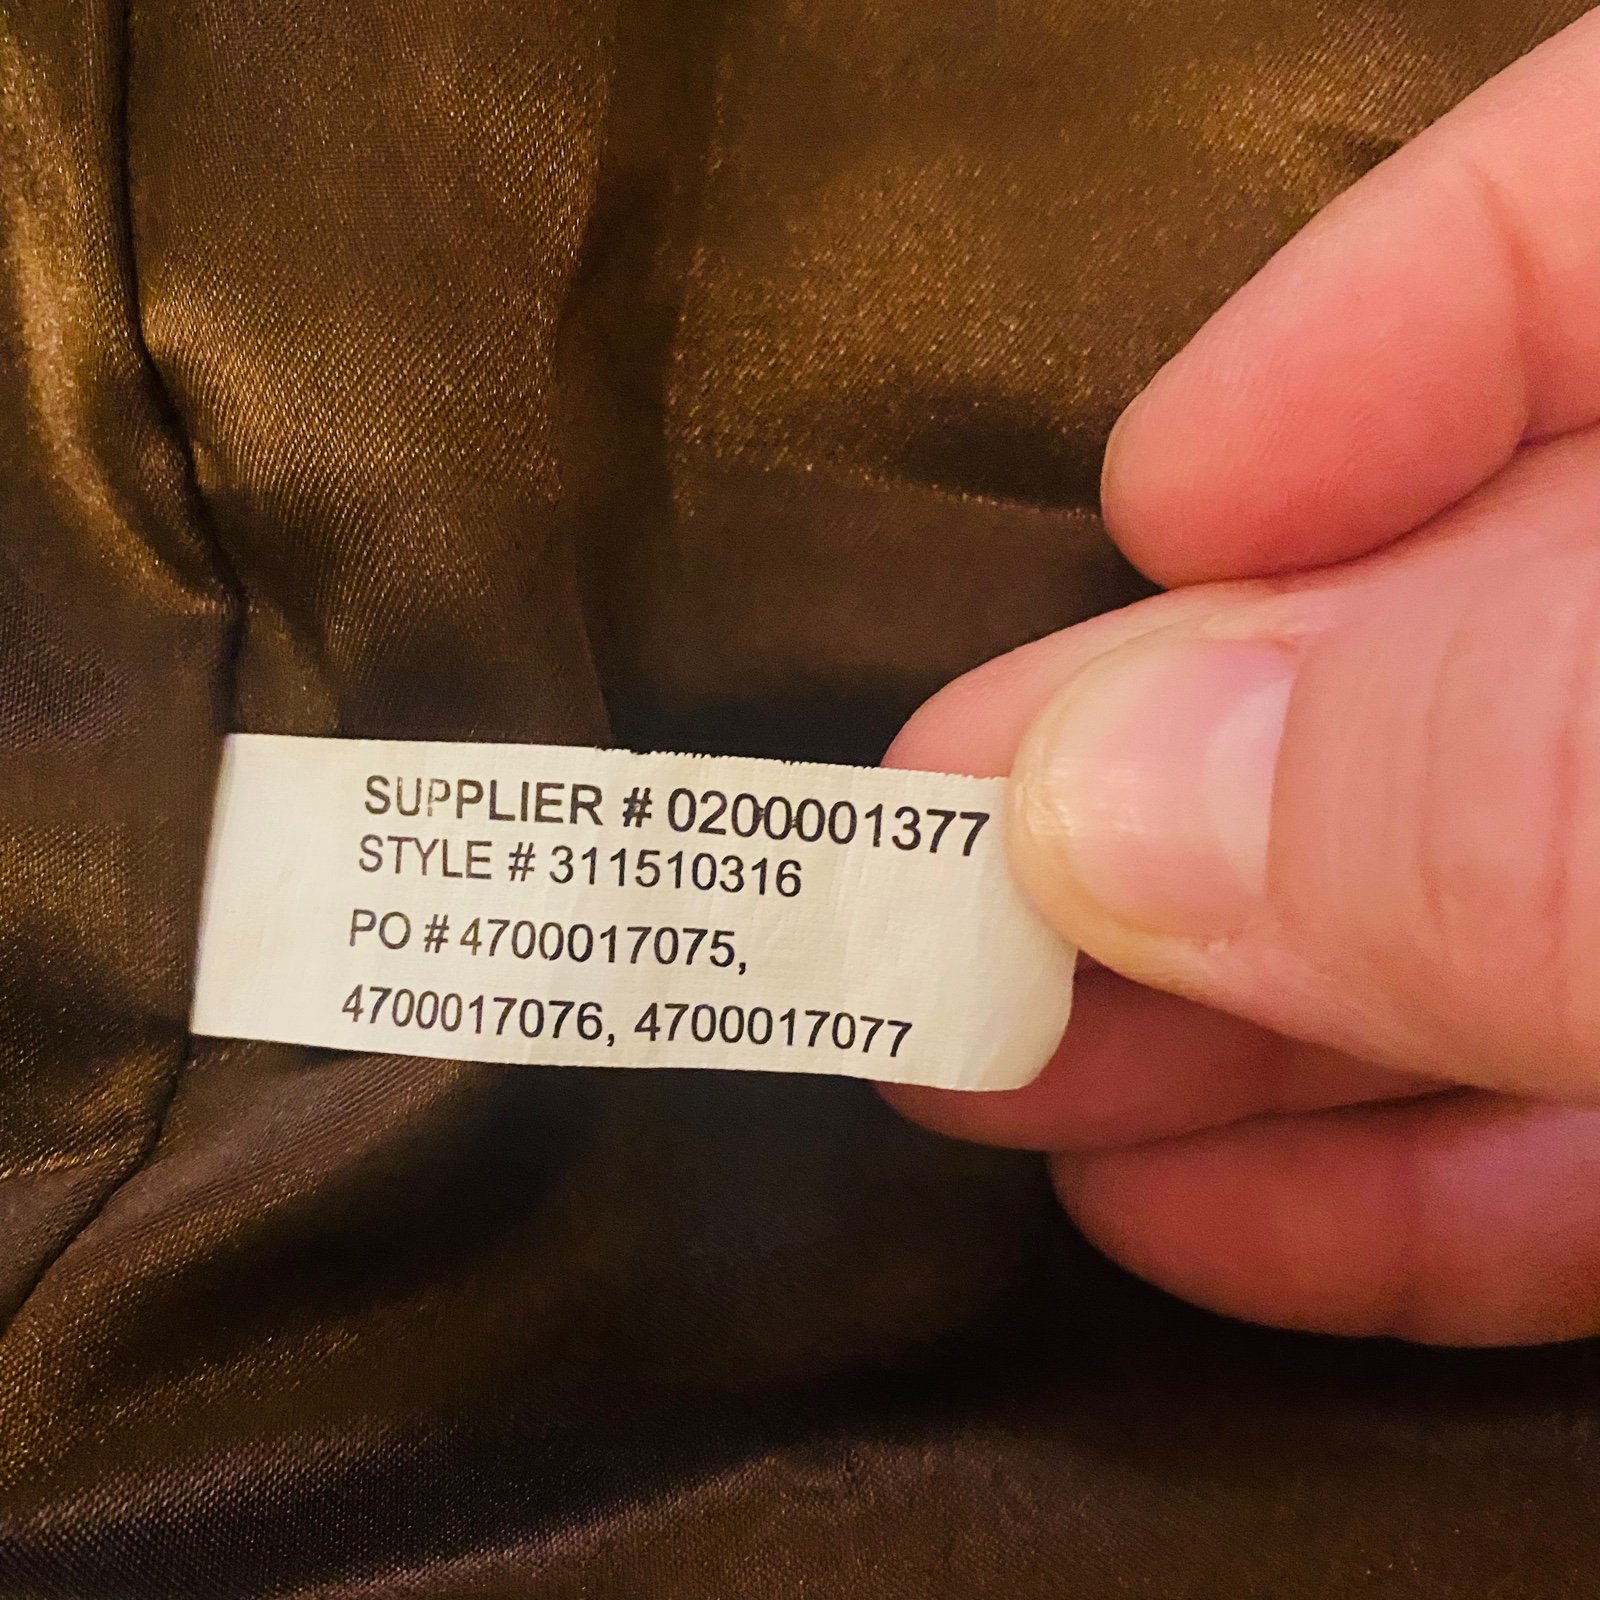 SUPPLIER # 0200001377
STYLE # 311510316
PO # 4700017075,
4700017076, 4700017077